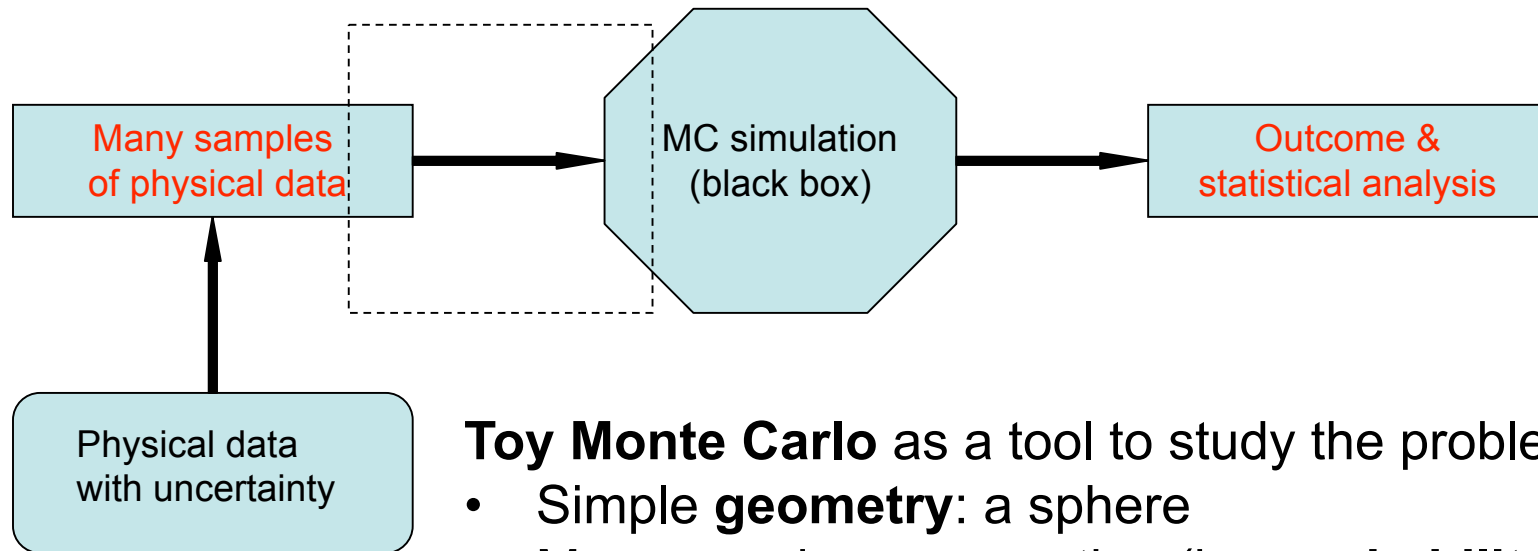 Many samples
of physical data
MC simulation
(black box)
Outcome &
statistical analysis
Physical data
with uncertainty
Toy Monte Carlo as a tool to study the proble
• Simple geometry: a sphere